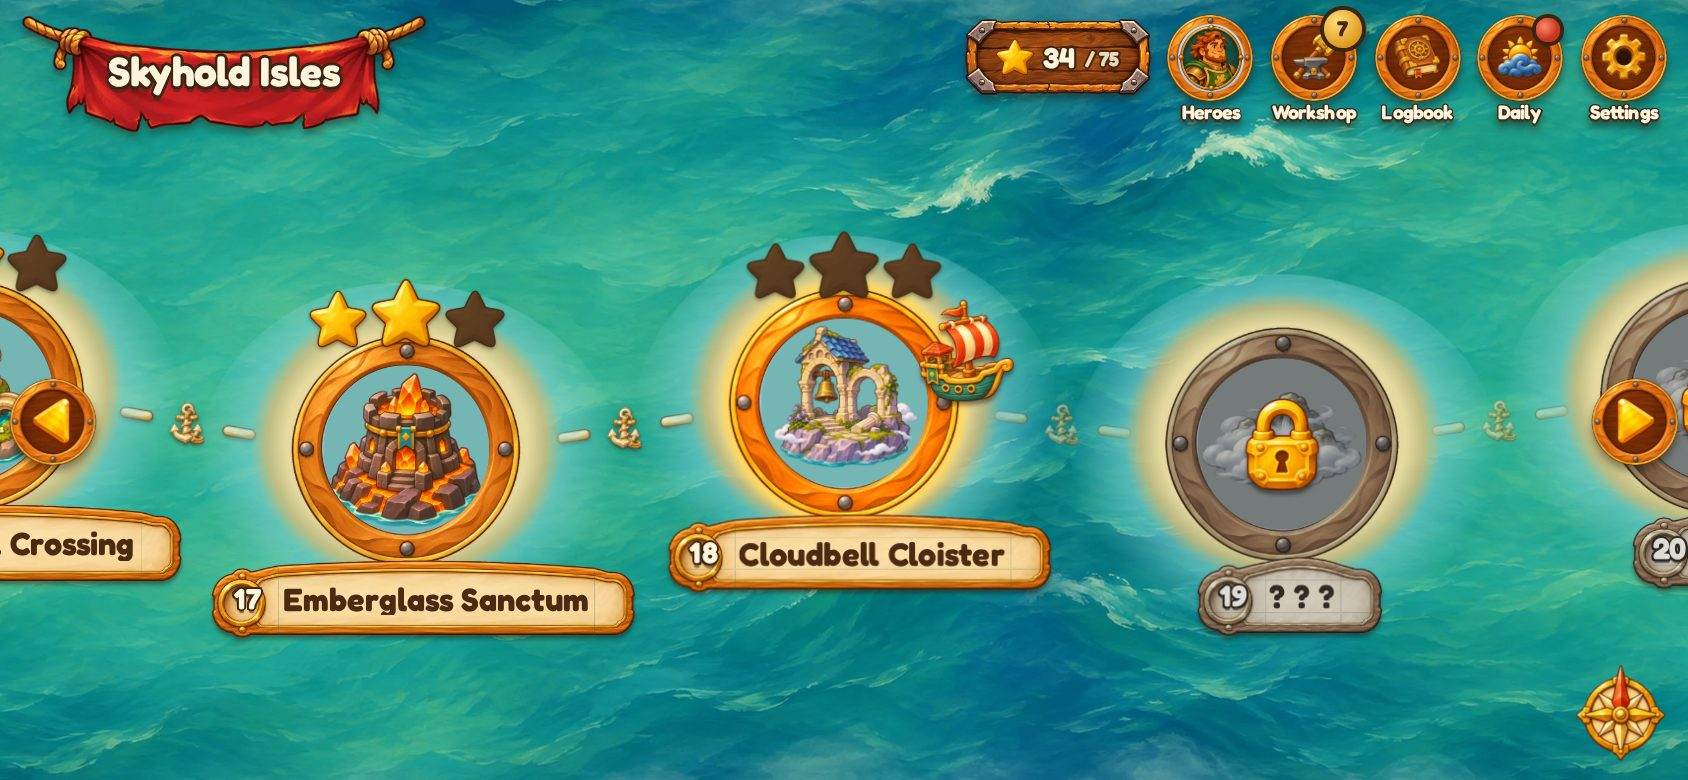 Skyhold Isles
34 / 75
7
Heroes
Workshop
Logbook
Daily
Settings
Crossing
17 Emberglass Sanctum
18 Cloudbell Cloister
19 ? ? ?
20